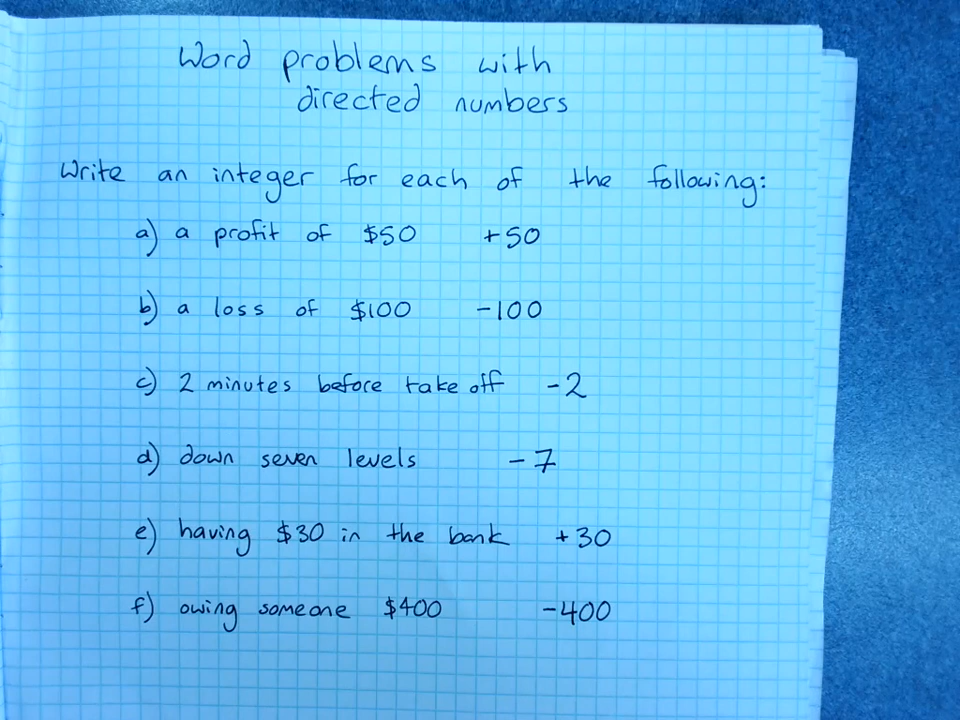 Word problems with
directed numbers
Write an integer for each of the following:
a) a profit of $50 +50
b) a loss of $100 -100
c) 2 minutes before take off -2
d) down seven levels -7
e) having $30 in the bank +30
f) owing someone $400 -400